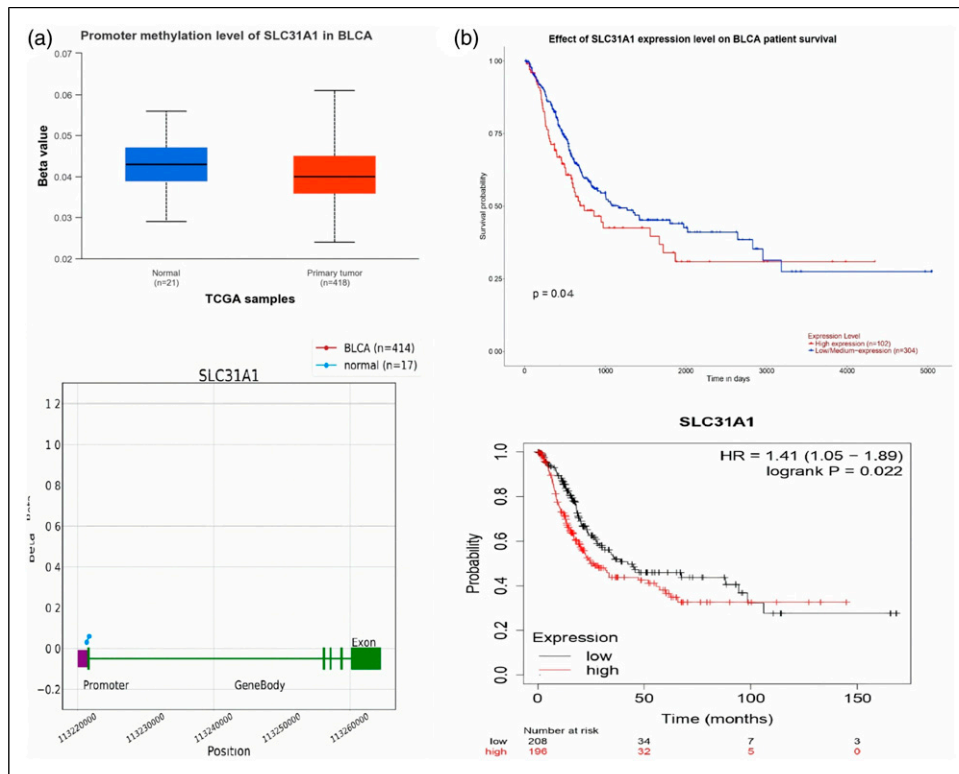 (a)
Promoter methylation level of SLC31A1 in BLCA
0.07
0.06
0.05
0.04
0.03
0.02
Beta value
Normal
(n=21)
Primary tumor
(n=418)
TCGA samples
BLCA (n=414)
normal (n=17)
SLC31A1
1.2
1.0
0.8
0.6
0.4
0.2
0.0
−0.2
Promoter
GeneBody
Exon
113220000
113230000
113240000
113250000
113260000
Position
(b)
Effect of SLC31A1 expression level on BLCA patient survival
1.00
0.75
0.50
0.25
0.00
Survival probability
p = 0.04
Expression Level
High expression (n=102)
Low/Medium-expression (n=304)
0
1000
2000
3000
4000
5000
Time in days
SLC31A1
HR = 1.41 (1.05 − 1.89)
logrank P = 0.022
1.0
0.8
0.6
0.4
0.2
0.0
Probability
Expression
low
high
0
50
100
150
Time (months)
Number at risk
low 208 34 7 3
high 196 32 5 0